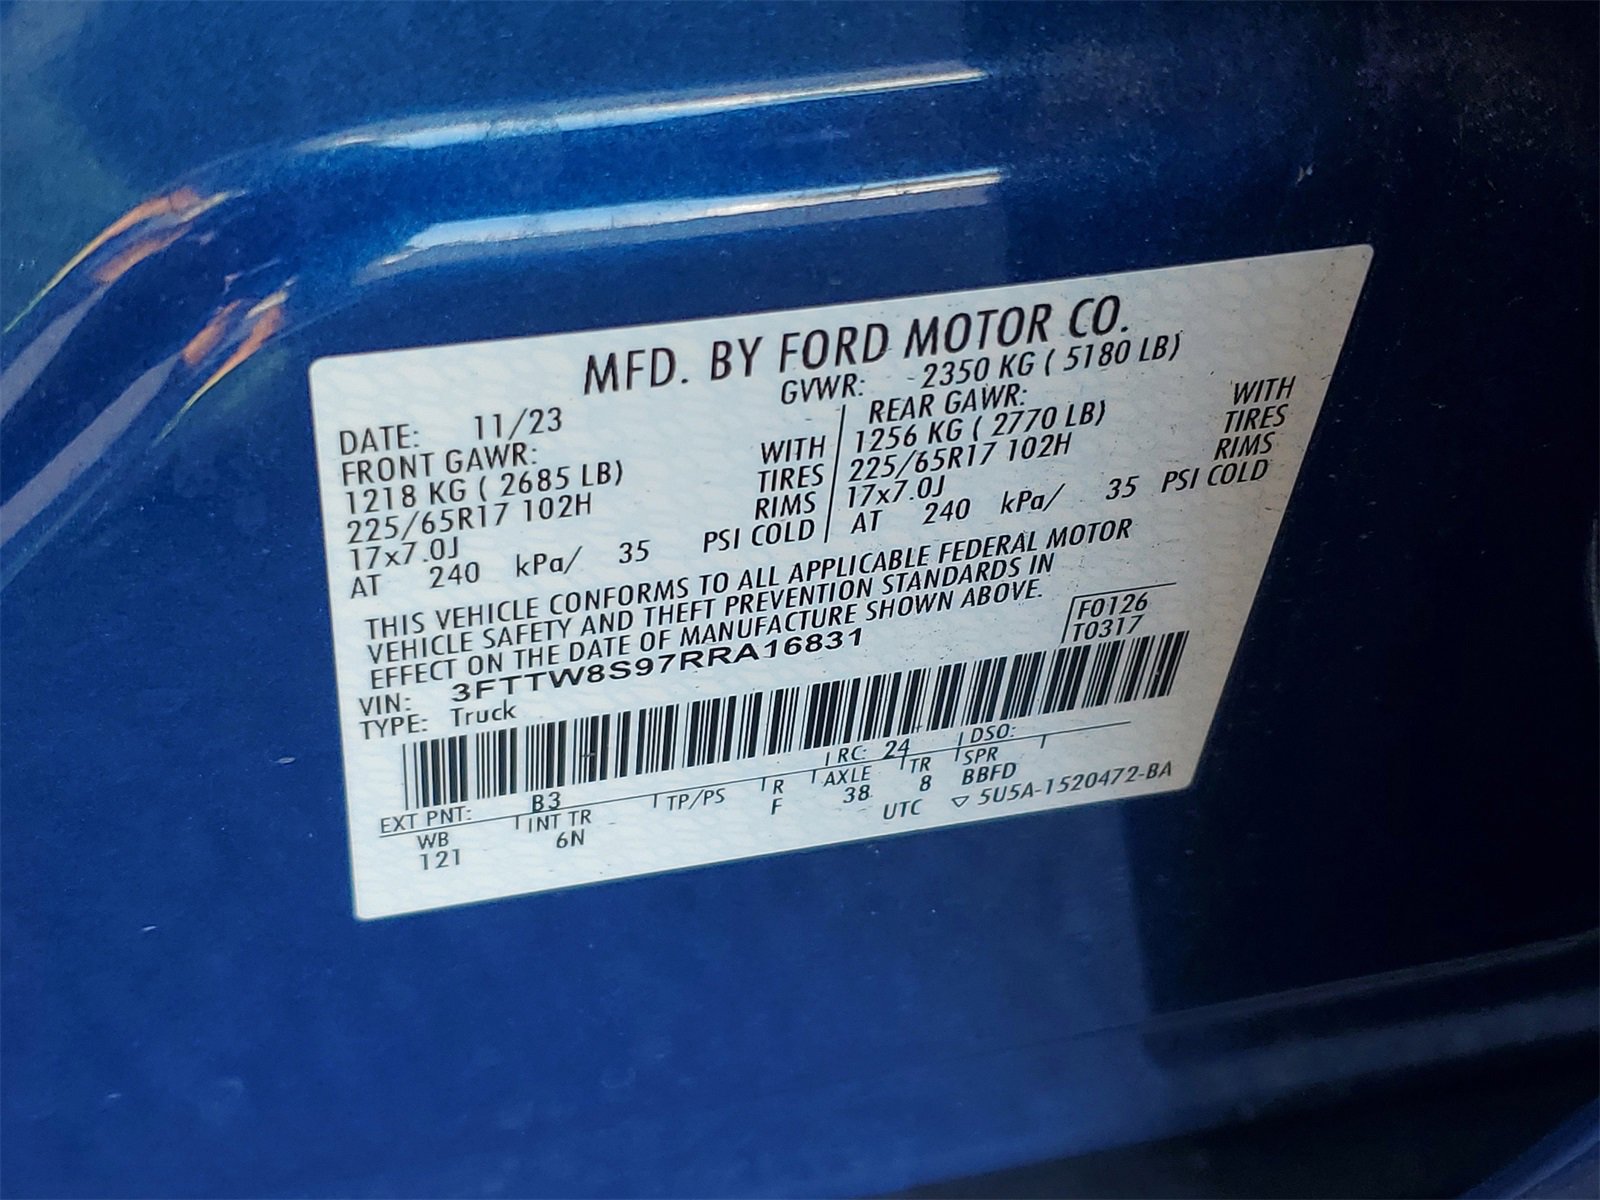 MFD. BY FORD MOTOR CO.
DATE: 11/23 GVWR: 2350 KG ( 5180 LB)
FRONT GAWR: WITH REAR GAWR: WITH
1218 KG ( 2685 LB) TIRES 1256 KG ( 2770 LB) TIRES
225/65R17 102H RIMS 225/65R17 102H RIMS
17x7.0J 17x7.0J
AT 240 kPa/ 35 PSI COLD AT 240 kPa/ 35 PSI COLD
THIS VEHICLE CONFORMS TO ALL APPLICABLE FEDERAL MOTOR
VEHICLE SAFETY AND THEFT PREVENTION STANDARDS IN
EFFECT ON THE DATE OF MANUFACTURE SHOWN ABOVE.
F0126
VIN: 3FTTW8S97RRA16831 T0317
TYPE: Truck
EXT PNT: B3 RC: 24 DSO:
WB INT TR TP/PS R AXLE TR SPR
121 6N F 38 8 BBFD
UTC ▽ 5U5A-1520472-BA